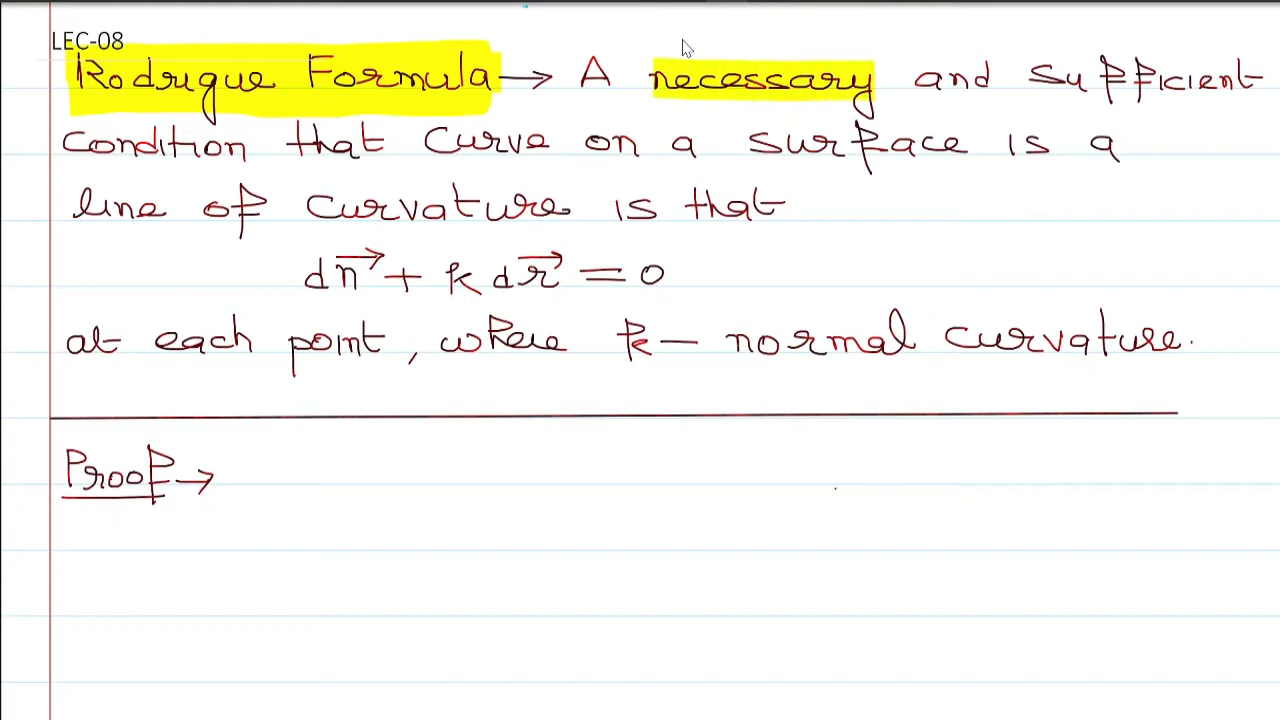 LEC-08
Rodrigue Formula → A necessary and sufficient
condition that curve on a surface is a
line of curvature is that
d𝑛⃗ + k d𝑟⃗ = 0
at each point, where k – normal curvature.
Proof →